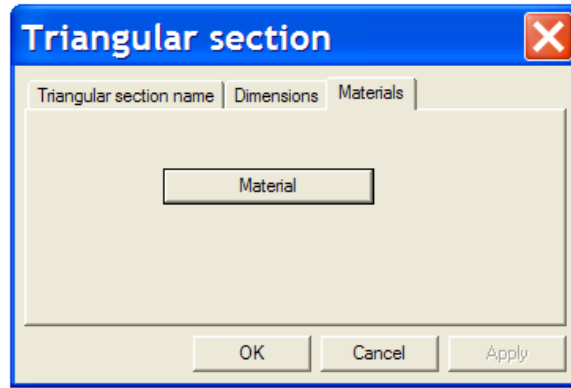 Triangular section
Triangular section name Dimensions Materials
Material
OK Cancel Apply